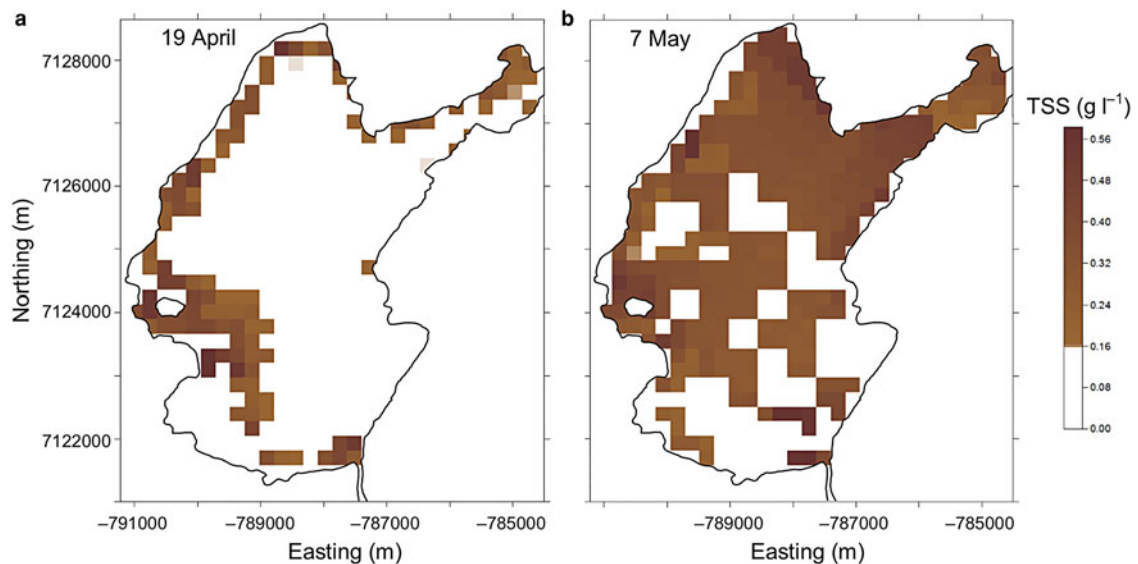 a
19 April
b
7 May
TSS (g l⁻¹)
0.56
0.48
0.40
0.32
0.24
0.16
0.08
0.00
Northing (m)
7128000
7126000
7124000
7122000
−791000
−789000
−787000
−785000
−789000
−787000
−785000
Easting (m)
Easting (m)